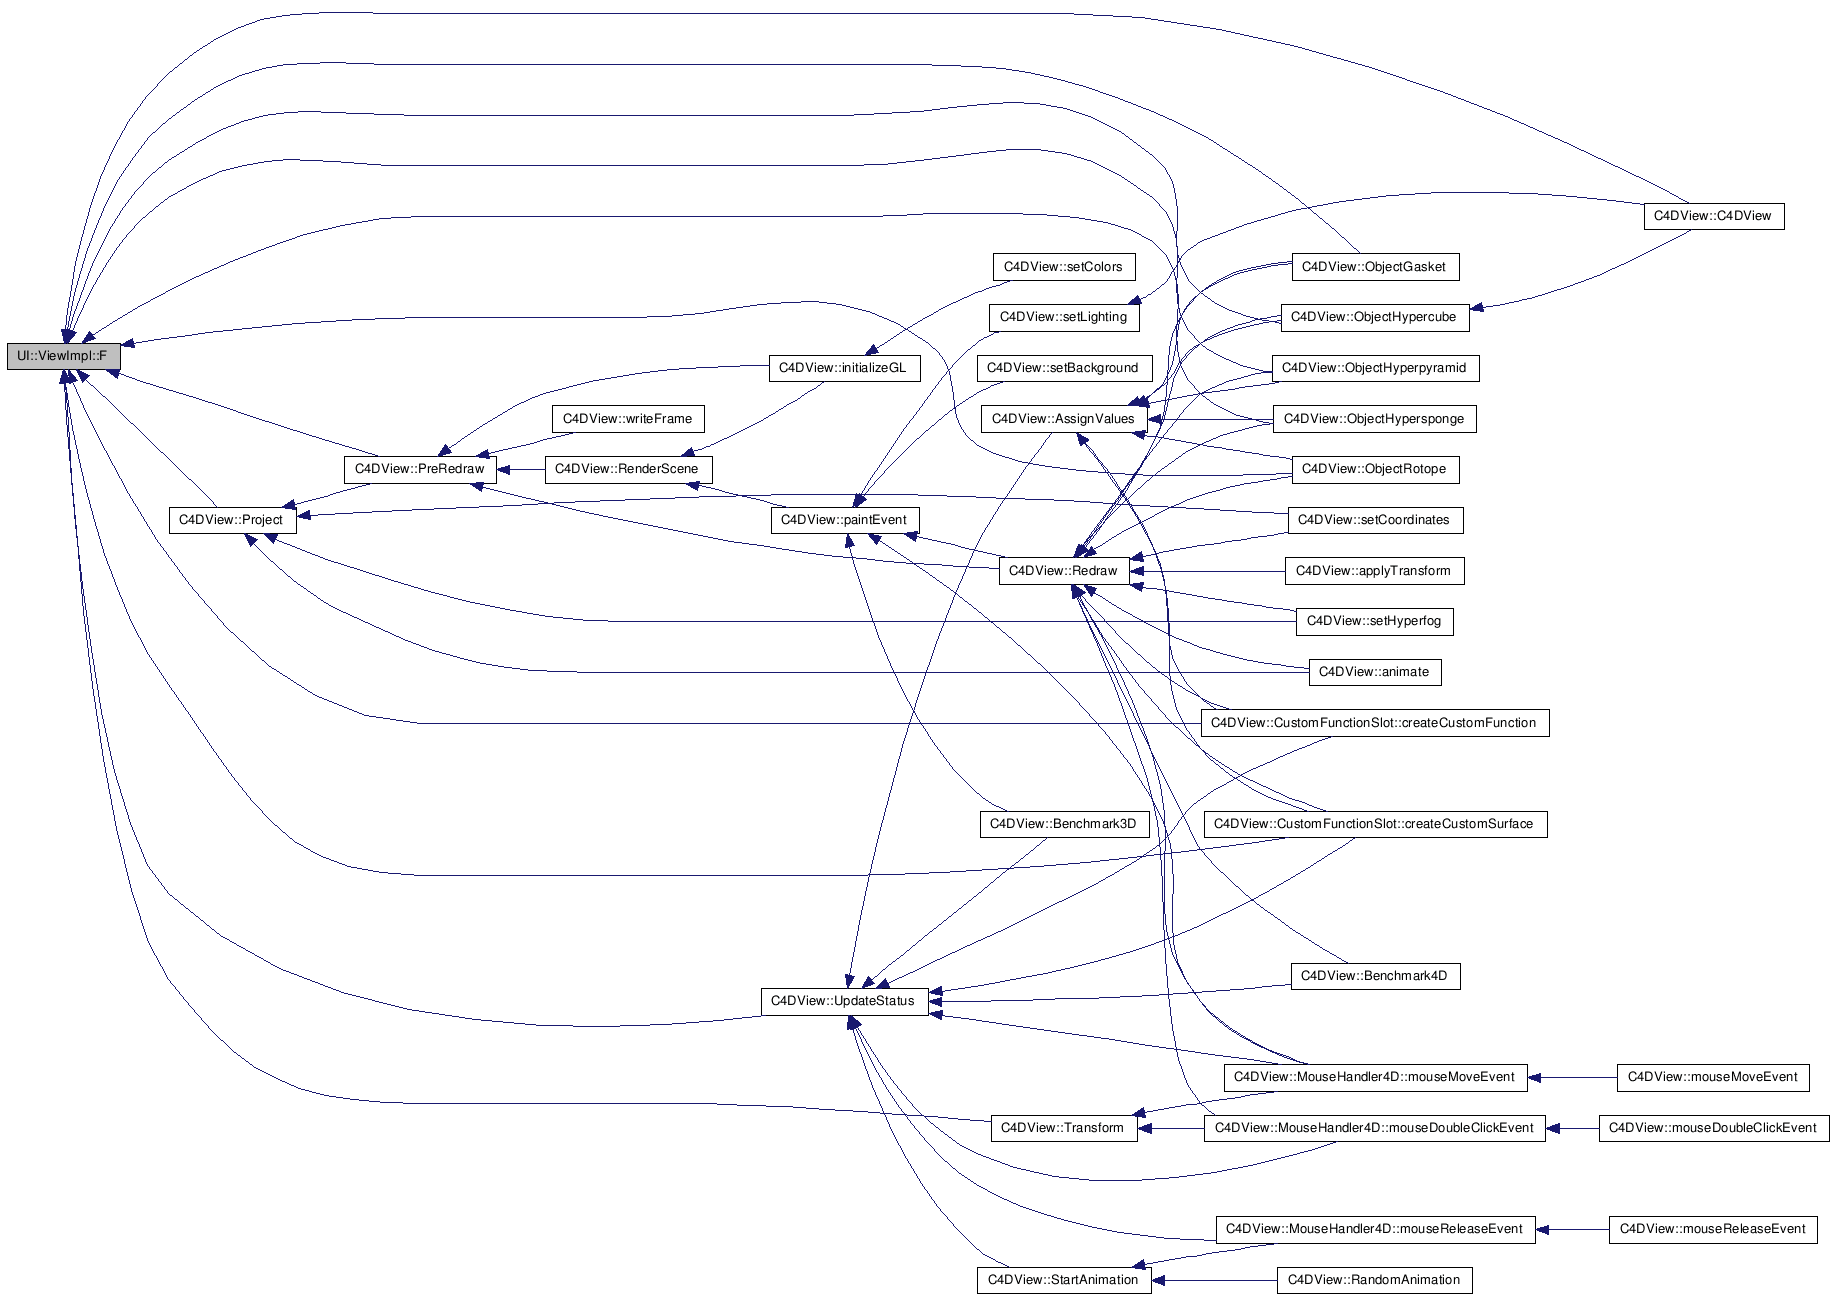 C4DView::C4DView
C4DView::setColors
C4DView::ObjectGasket
C4DView::setLighting
C4DView::ObjectHypercube
UI::ViewImpl::F
C4DView::initializeGL
C4DView::setBackground
C4DView::ObjectHyperpyramid
C4DView::writeFrame
C4DView::AssignValues
C4DView::ObjectHypersponge
C4DView::PreRedraw
C4DView::RenderScene
C4DView::ObjectRotope
C4DView::Project
C4DView::paintEvent
C4DView::setCoordinates
C4DView::Redraw
C4DView::applyTransform
C4DView::setHyperfog
C4DView::animate
C4DView::CustomFunctionSlot::createCustomFunction
C4DView::Benchmark3D
C4DView::CustomFunctionSlot::createCustomSurface
C4DView::Benchmark4D
C4DView::UpdateStatus
C4DView::MouseHandler4D::mouseMoveEvent
C4DView::mouseMoveEvent
C4DView::Transform
C4DView::MouseHandler4D::mouseDoubleClickEvent
C4DView::mouseDoubleClickEvent
C4DView::MouseHandler4D::mouseReleaseEvent
C4DView::mouseReleaseEvent
C4DView::StartAnimation
C4DView::RandomAnimation